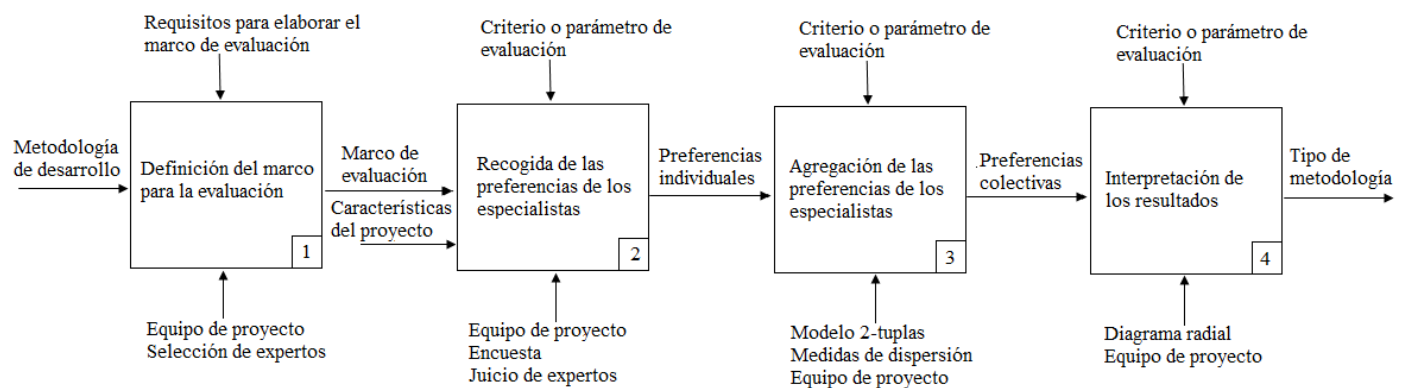 Requisitos para elaborar el
marco de evaluación
Criterio o parámetro de
evaluación
Criterio o parámetro de
evaluación
Criterio o parámetro de
evaluación
Metodología
de desarrollo
Definición del marco
para la evaluación
1
Marco de
evaluación
Características
del proyecto
Recogida de las
preferencias de los
especialistas
2
Preferencias
individuales
Agregación de las
preferencias de los
especialistas
3
.Preferencias
colectivas
Interpretación de
los resultados
4
Tipo de
metodología
Equipo de proyecto
Selección de expertos
Equipo de proyecto
Encuesta
Juicio de expertos
Modelo 2-tuplas
Medidas de dispersión
Equipo de proyecto
Diagrama radial
Equipo de proyecto